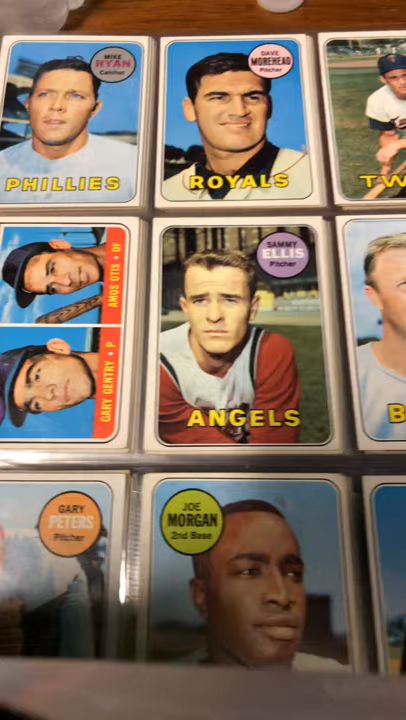 MIKE
RYAN
Catcher
PHILLIES
DAVE
MOREHEAD
Pitcher
ROYALS
TW
AMOS OTIS • OF
GARY GENTRY • P
SAMMY
ELLIS
Pitcher
ANGELS
B
GARY
PETERS
Pitcher
JOE
MORGAN
2nd Base